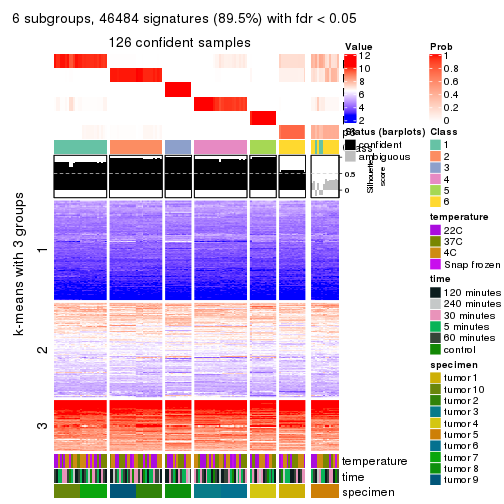 6 subgroups, 46484 signatures (89.5%) with fdr < 0.05
126 confident samples
k-means with 3 groups
1
2
3
0.5
0
Silhouette
score
temperature
time
specimen
Value
12
10
8
6
4
2
Status (barplots)
confident
ambiguous
Prob
1
0.8
0.6
0.4
0.2
0
Class
1
2
3
4
5
6
temperature
22C
37C
4C
Snap frozen
time
120 minutes
240 minutes
30 minutes
5 minutes
60 minutes
control
specimen
tumor 1
tumor 10
tumor 2
tumor 3
tumor 4
tumor 5
tumor 6
tumor 7
tumor 8
tumor 9